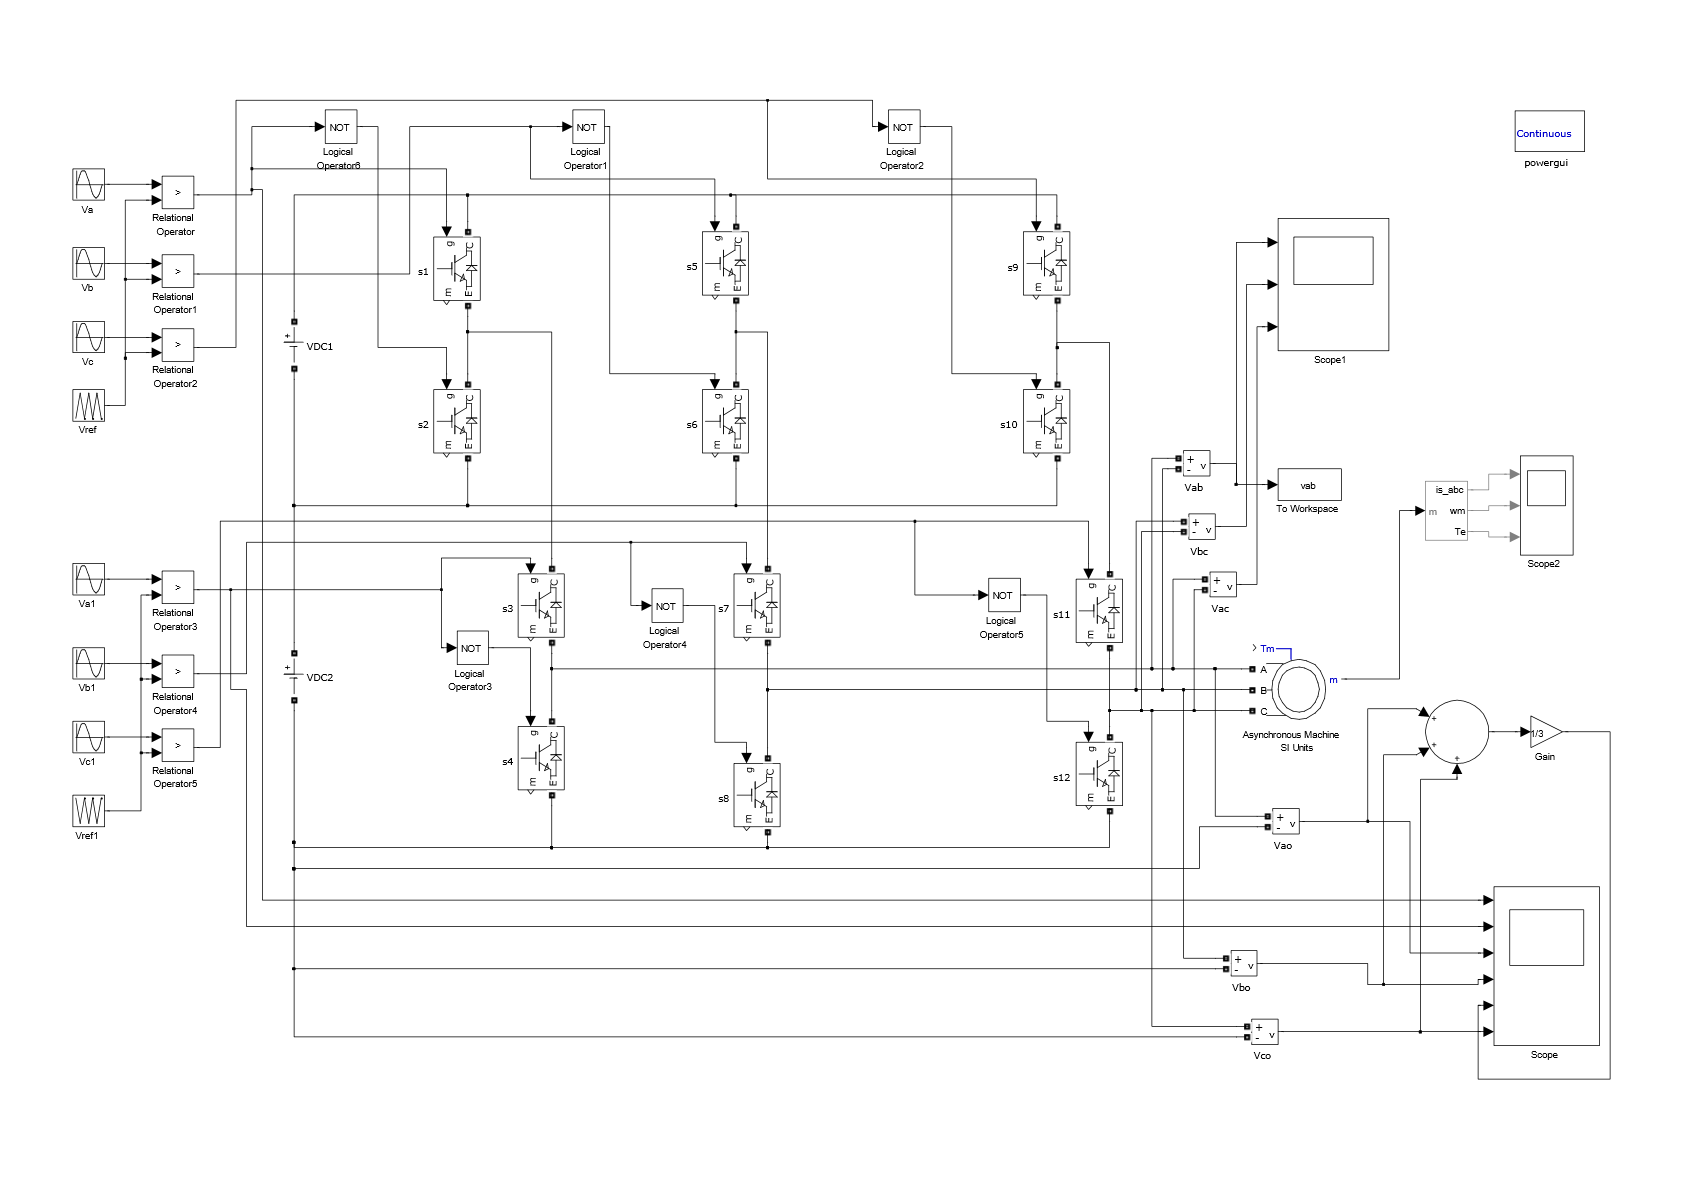 NOT
NOT
NOT
Logical
Operator6
Logical
Operator1
Logical
Operator2
Continuous
powergui
Va
>
Relational
Operator
Vb
>
Relational
Operator1
Vc
>
Relational
Operator2
Vref
+
VDC1
g
C
s1
m
E
g
C
s5
m
E
g
C
s9
m
E
g
C
s2
m
E
g
C
s6
m
E
g
C
s10
m
E
Scope1
+
-
v
Vab
vab
To Workspace
+
-
v
Vbc
m
is_abc
wm
Te
Scope2
Va1
>
Relational
Operator3
Vb1
>
Relational
Operator4
Vc1
>
Relational
Operator5
Vref1
+
VDC2
g
C
s3
m
E
NOT
Logical
Operator4
g
C
s7
m
E
NOT
Logical
Operator5
g
C
s11
m
E
+
-
v
Vac
NOT
Logical
Operator3
g
C
s4
m
E
g
C
s8
m
E
g
C
s12
m
E
Tm
A
B
C
m
Asynchronous Machine
SI Units
+
+
+
1/3
Gain
+
-
v
Vao
+
-
v
Vbo
+
-
v
Vco
Scope